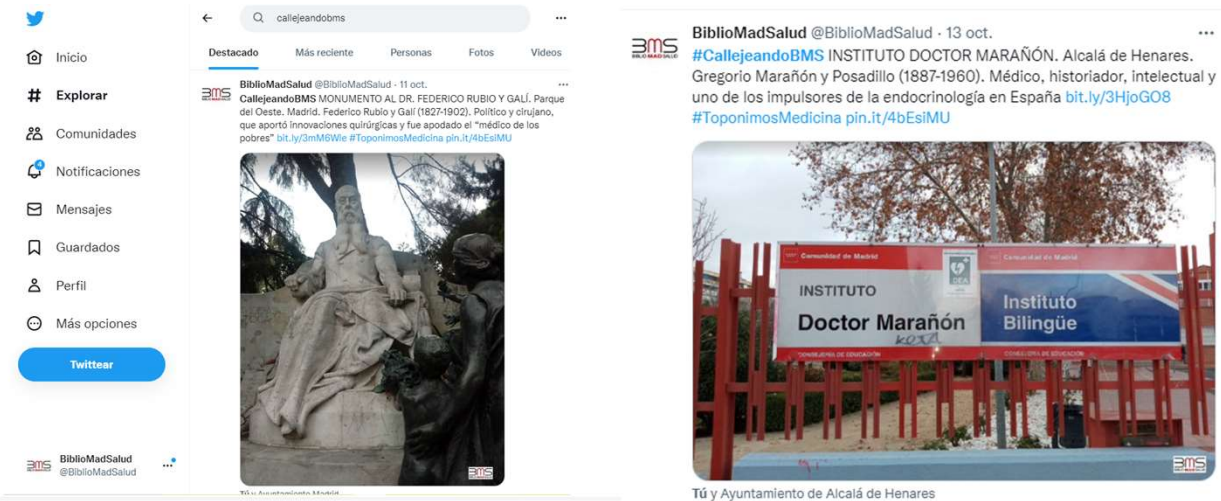 callejeandobms
Inicio
Explorar
Comunidades
4
Notificaciones
Mensajes
Guardados
Perfil
Más opciones
Twittear
BiblioMadSalud
@BiblioMadSalud
Destacado Más reciente Personas Fotos Videos
BMS
BiblioMadSalud @BiblioMadSalud · 11 oct.
CallejeandoBMS MONUMENTO AL DR. FEDERICO RUBIO Y GALÍ. Parque
del Oeste. Madrid. Federico Rubio y Galí (1827-1902). Político y cirujano,
que aportó innovaciones quirúrgicas y fue apodado el “médico de los
pobres” bit.ly/3mM6Wle #ToponimosMedicina pin.it/4bEsiMU
BMS
Tú y Ayuntamiento Madrid
BMS
BIBLIOMADSALUD
BiblioMadSalud @BiblioMadSalud · 13 oct.
#CallejeandoBMS INSTITUTO DOCTOR MARAÑÓN. Alcalá de Henares.
Gregorio Marañón y Posadillo (1887-1960). Médico, historiador, intelectual y
uno de los impulsores de la endocrinología en España bit.ly/3HjoGO8
#ToponimosMedicina pin.it/4bEsiMU
Comunidad de Madrid
DEA
INSTITUTO
Doctor Marañón
CONSEJERÍA DE EDUCACIÓN
Comunidad de Madrid
Instituto
Bilingüe
CONSEJERÍA DE EDUCACIÓN
BMS
Tú y Ayuntamiento de Alcalá de Henares